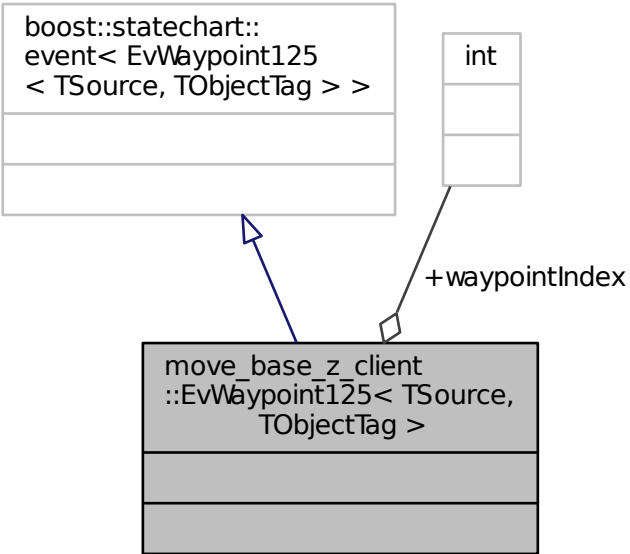 boost::statechart::
event< EvWaypoint125
< TSource, TObjectTag > >
int
+waypointIndex
move_base_z_client
::EvWaypoint125< TSource,
TObjectTag >